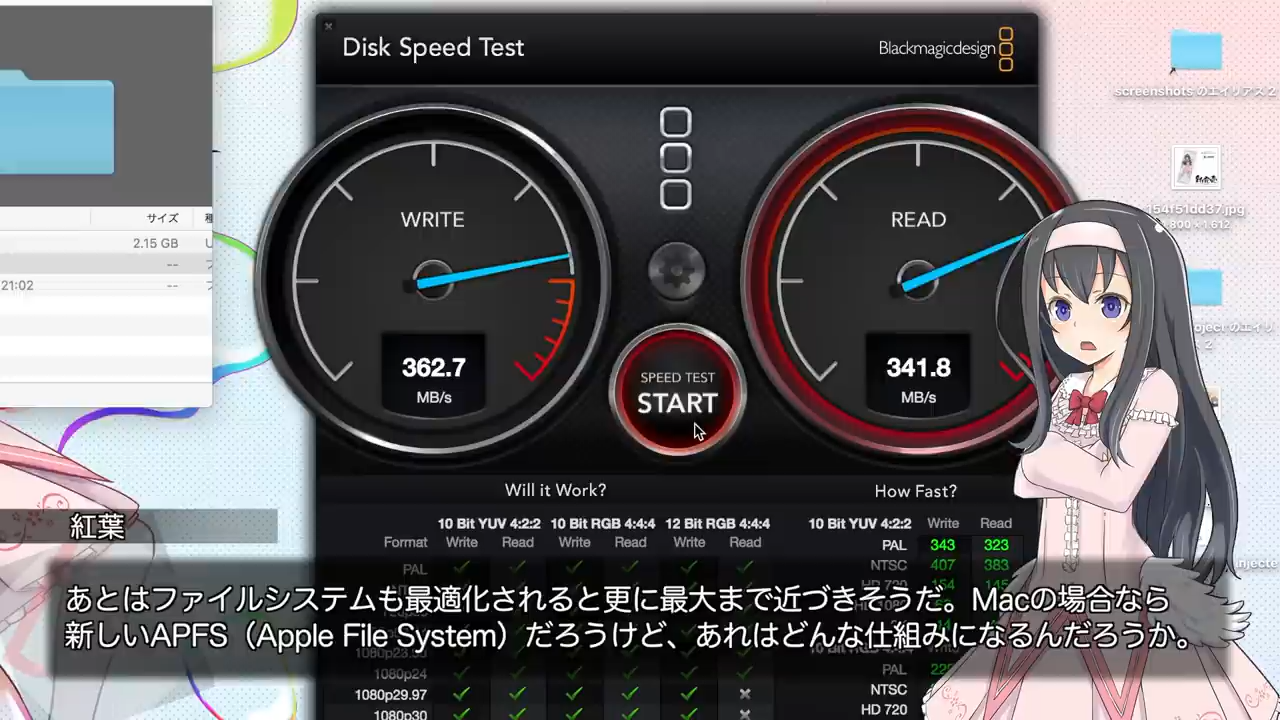 Disk Speed Test
Blackmagicdesign
WRITE
362.7
MB/s
READ
341.8
MB/s
SPEED TEST
START
サイズ
種
2.15 GB
--
21:02
--
screenshots のエイリアス 2
154f51dd37.jpg
800 × 1,612
Will it Work?
How Fast?
10 Bit YUV 4:2:2 10 Bit RGB 4:4:4 12 Bit RGB 4:4:4
Format Write Read Write Read Write Read
PAL
10 Bit YUV 4:2:2 Write Read
PAL 343 323
NTSC 407 383
紅葉
あとはファイルシステムも最適化されると更に最大まで近づきそうだ。Macの場合なら
新しいAPFS（Apple File System）だろうけど、あれはどんな仕組みになるんだろうか。
1080p24
1080p29.97
1080p30
PAL
NTSC
HD 720